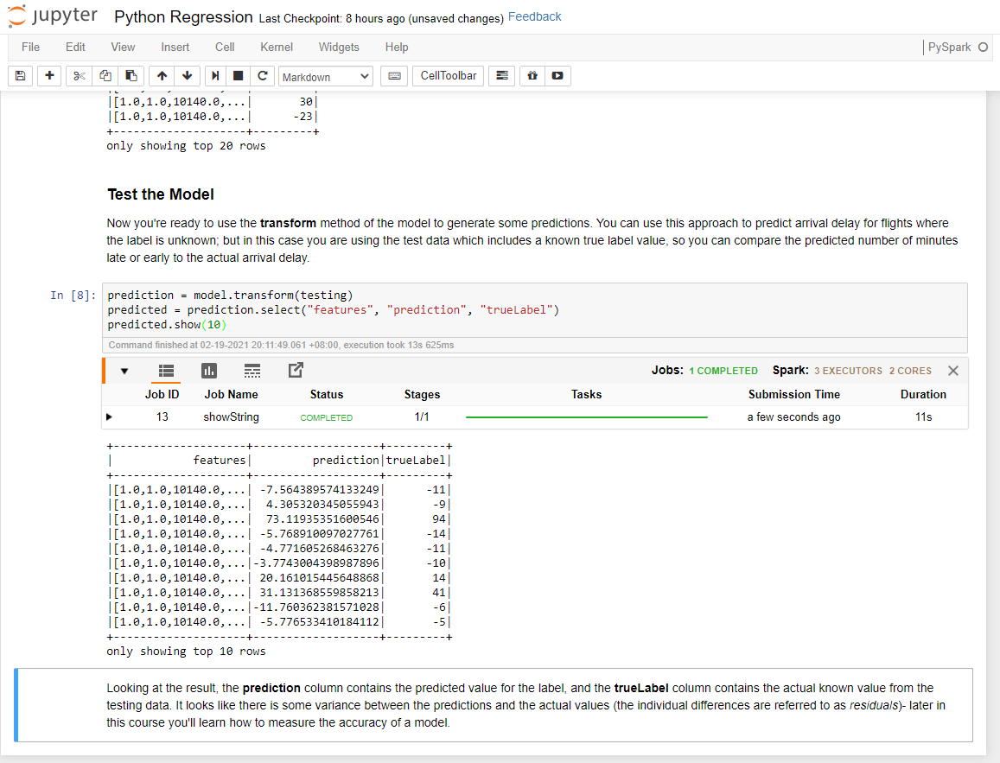 jupyter Python Regression Last Checkpoint: 8 hours ago (unsaved changes) Feedback
File Edit View Insert Cell Kernel Widgets Help PySpark
Markdown CellToolbar
|[1.0,1.0,10140.0,...|       30|
|[1.0,1.0,10140.0,...|      -23|
+--------------------+---------+
only showing top 20 rows
Test the Model
Now you're ready to use the transform method of the model to generate some predictions. You can use this approach to predict arrival delay for flights where
the label is unknown; but in this case you are using the test data which includes a known true label value, so you can compare the predicted number of minutes
late or early to the actual arrival delay.
In [8]: prediction = model.transform(testing)
predicted = prediction.select("features", "prediction", "trueLabel")
predicted.show(10)
Command finished at 02-19-2021 20:11:49.061 +08:00, execution took 13s 625ms
Jobs: 1 COMPLETED Spark: 3 EXECUTORS 2 CORES
Job ID Job Name Status Stages Tasks Submission Time Duration
13 showString COMPLETED 1/1 a few seconds ago 11s
+--------------------+-------------------+---------+
|            features|         prediction|trueLabel|
+--------------------+-------------------+---------+
|[1.0,1.0,10140.0,...| -7.564389574133249|      -11|
|[1.0,1.0,10140.0,...|  4.305320345055943|       -9|
|[1.0,1.0,10140.0,...|  73.11935351600546|       94|
|[1.0,1.0,10140.0,...| -5.768910097027761|      -14|
|[1.0,1.0,10140.0,...| -4.771605268463276|      -11|
|[1.0,1.0,10140.0,...|-3.7743004398987896|      -10|
|[1.0,1.0,10140.0,...| 20.161015445648868|       14|
|[1.0,1.0,10140.0,...| 31.131368559858213|       41|
|[1.0,1.0,10140.0,...|-11.760362381571028|       -6|
|[1.0,1.0,10140.0,...| -5.776533410184112|       -5|
+--------------------+-------------------+---------+
only showing top 10 rows
Looking at the result, the prediction column contains the predicted value for the label, and the trueLabel column contains the actual known value from the
testing data. It looks like there is some variance between the predictions and the actual values (the individual differences are referred to as residuals)- later in
this course you'll learn how to measure the accuracy of a model.